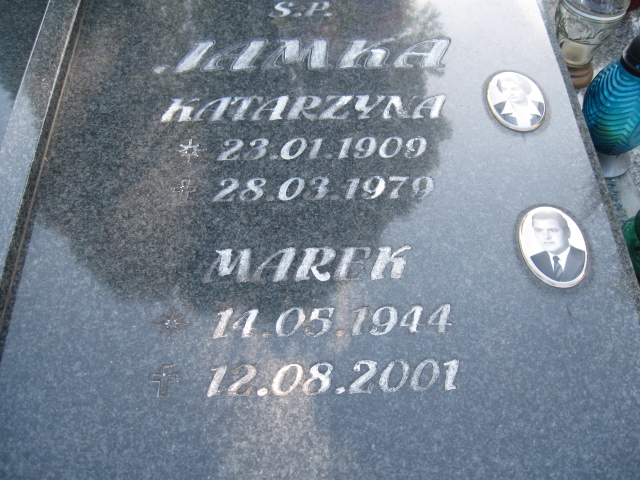 S.P.
JAMKA
KATARZYNA
* 23.01.1909
✝ 28.03.1979
MAREK
* 14.05.1944
✝ 12.08.2001